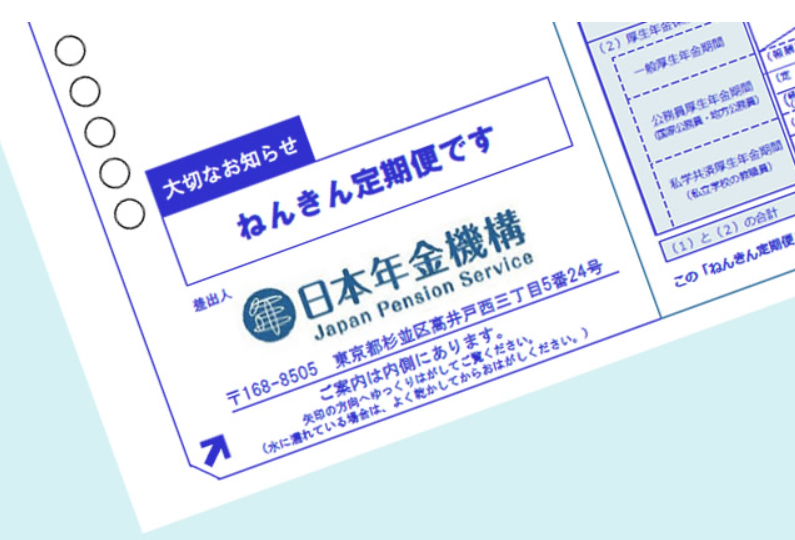 大切なお知らせ
ねんきん定期便です
差出人
日本年金機構
Japan Pension Service
〒168-8505 東京都杉並区高井戸西三丁目5番24号
ご案内は内側にあります。
矢印の方向へゆっくりはがしてご覧ください。
(水に濡れている場合は、よく乾かしてからおはがしください。)
(2) 厚生年金保
一般厚生年金期間
公務員厚生年金期間
(国家公務員・地方公務員)
私学共済厚生年金期間
(私立学校の教職員)
(1) と (2) の合計
この「ねんきん定期便
(報酬
(定